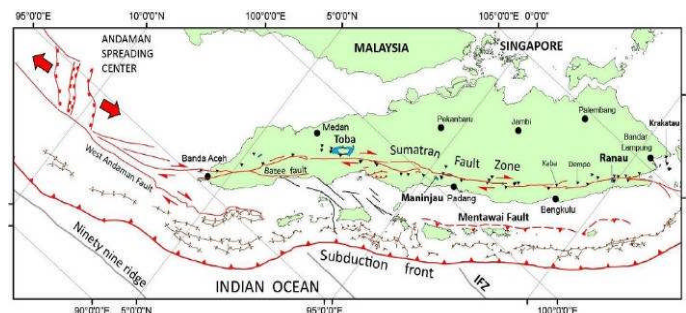 95°0'0"E
10°0'0"N
100°0'0"E
5°0'0"N
106°0'0"E
0°0'0"
ANDAMAN
SPREADING
CENTER
MALAYSIA
SINGAPORE
Medan
Toba
Pekanbaru
Jambi
Palembang
Krakatau
Bandar
Lampung
Banda Aceh
West Andaman Fault
Batee fault
Sumatran Fault Zone
Kaba
Dempo
Ranau
Maninjau
Padang
Bengkulu
Mentawai Fault
Ninety nine ridge
Subduction front
IFZ
INDIAN OCEAN
90°0'0"E
5°0'0"N
95°0'0"E
100°0'0"E